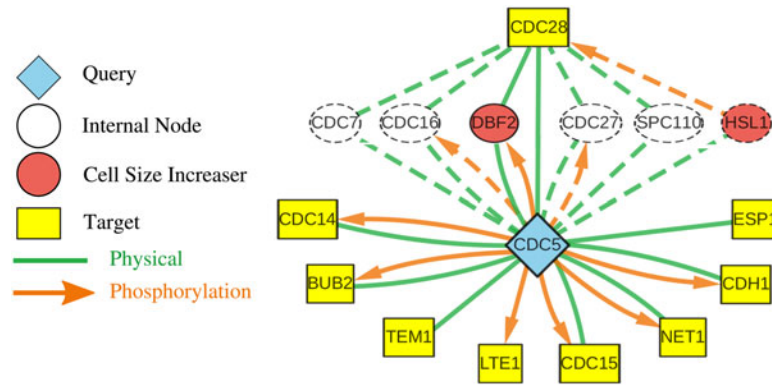 CDC28
Query
Internal Node
Cell Size Increaser
Target
Physical
Phosphorylation
CDC7
CDC16
DBF2
CDC27
SPC110
HSL1
CDC14
CDC5
ESP1
BUB2
CDH1
TEM1
NET1
LTE1
CDC15